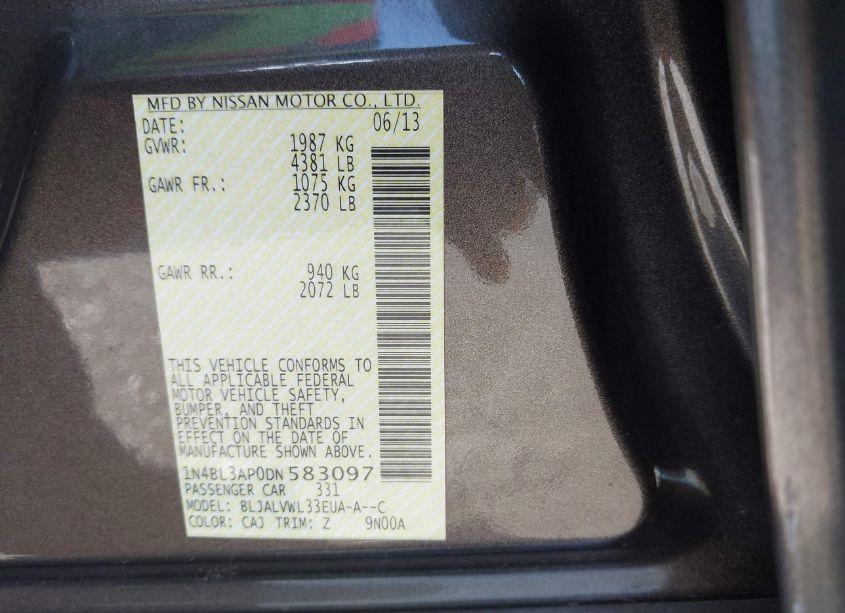 MFD BY NISSAN MOTOR CO., LTD.
DATE: 06/13
GVWR: 1987 KG
4381 LB
GAWR FR.: 1075 KG
2370 LB
GAWR RR.: 940 KG
2072 LB
THIS VEHICLE CONFORMS TO
ALL APPLICABLE FEDERAL
MOTOR VEHICLE SAFETY,
BUMPER, AND THEFT
PREVENTION STANDARDS IN
EFFECT ON THE DATE OF
MANUFACTURE SHOWN ABOVE.
1N4BL3AP0DN583097
PASSENGER CAR 331
MODEL: BLJALVWL33EUA-A--C
COLOR: CAJ TRIM: Z 9N00A